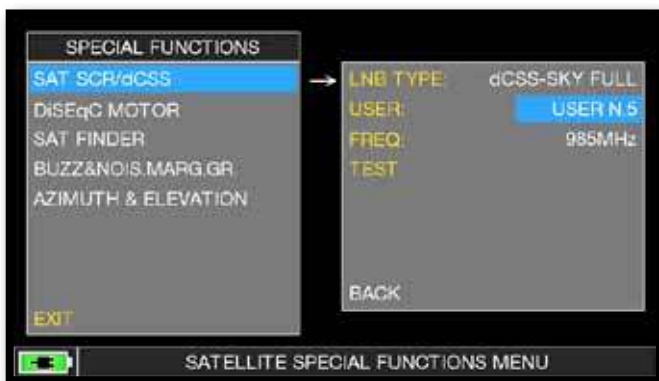 SPECIAL FUNCTIONS
SAT SCR/dCSS
DiSEqC MOTOR
SAT FINDER
BUZZ&NOIS.MARG.GR
AZIMUTH & ELEVATION
EXIT
LNB TYPE: dCSS-SKY FULL
USER: USER N.5
FREQ: 985MHz
TEST
BACK
SATELLITE SPECIAL FUNCTIONS MENU